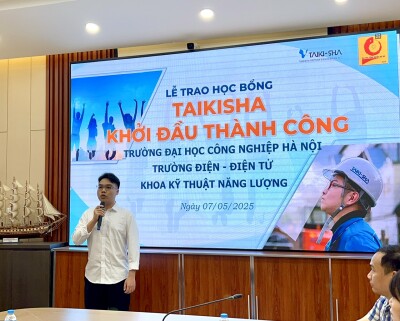 TAIKI-SHA
LỄ TRAO HỌC BỔNG
TAIKISHA
KHỞI ĐẦU THÀNH CÔNG
TRƯỜNG ĐẠI HỌC CÔNG NGHIỆP HÀ NỘI
TRƯỜNG ĐIỆN - ĐIỆN TỬ
KHOA KỸ THUẬT NĂNG LƯỢNG
Ngày 07/05/2025